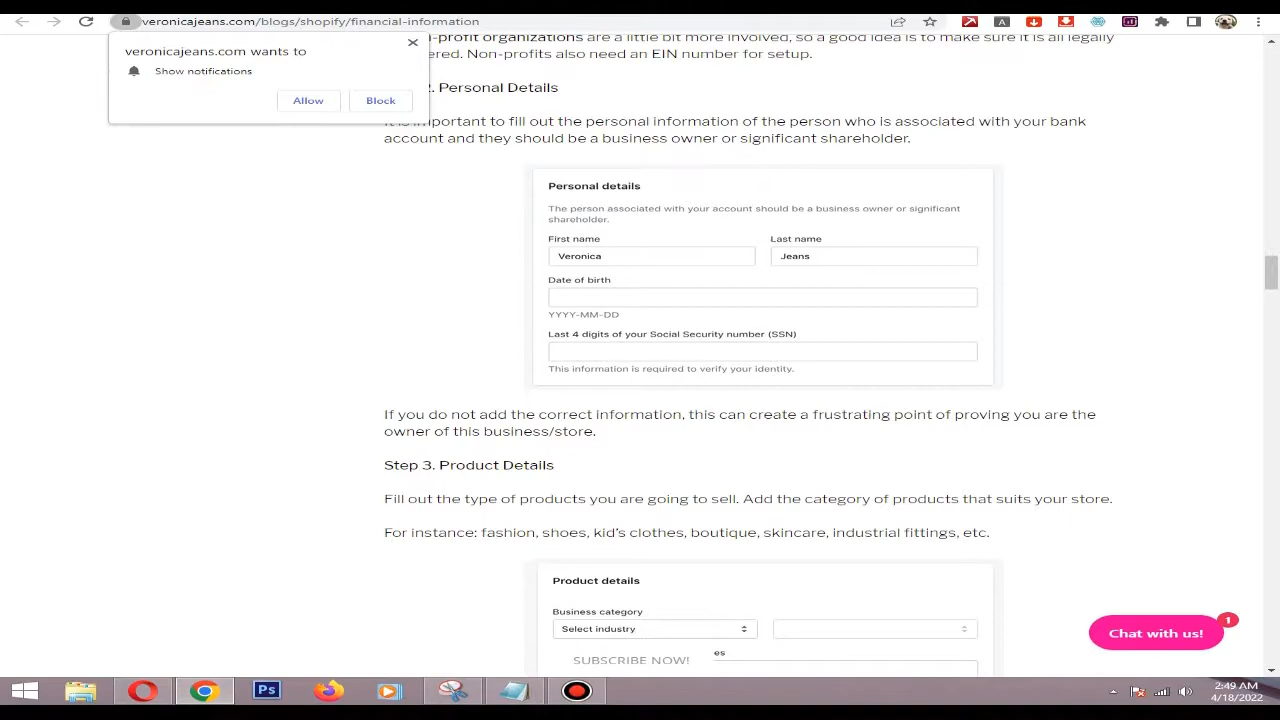 veronicajeans.com/blogs/shopify/financial-information
veronicajeans.com wants to
Show notifications
Allow
Block
-profit organizations are a little bit more involved, so a good idea is to make sure it is all legally
ered. Non-profits also need an EIN number for setup.
2. Personal Details
It is important to fill out the personal information of the person who is associated with your bank
account and they should be a business owner or significant shareholder.
Personal details
The person associated with your account should be a business owner or significant
shareholder.
First name
Last name
Veronica
Jeans
Date of birth
YYYY-MM-DD
Last 4 digits of your Social Security number (SSN)
This information is required to verify your identity.
If you do not add the correct information, this can create a frustrating point of proving you are the
owner of this business/store.
Step 3. Product Details
Fill out the type of products you are going to sell. Add the category of products that suits your store.
For instance: fashion, shoes, kid's clothes, boutique, skincare, industrial fittings, etc.
Product details
Business category
Select industry
es
SUBSCRIBE NOW!
Chat with us!
1
A
Ps
2:49 AM
4/18/2022